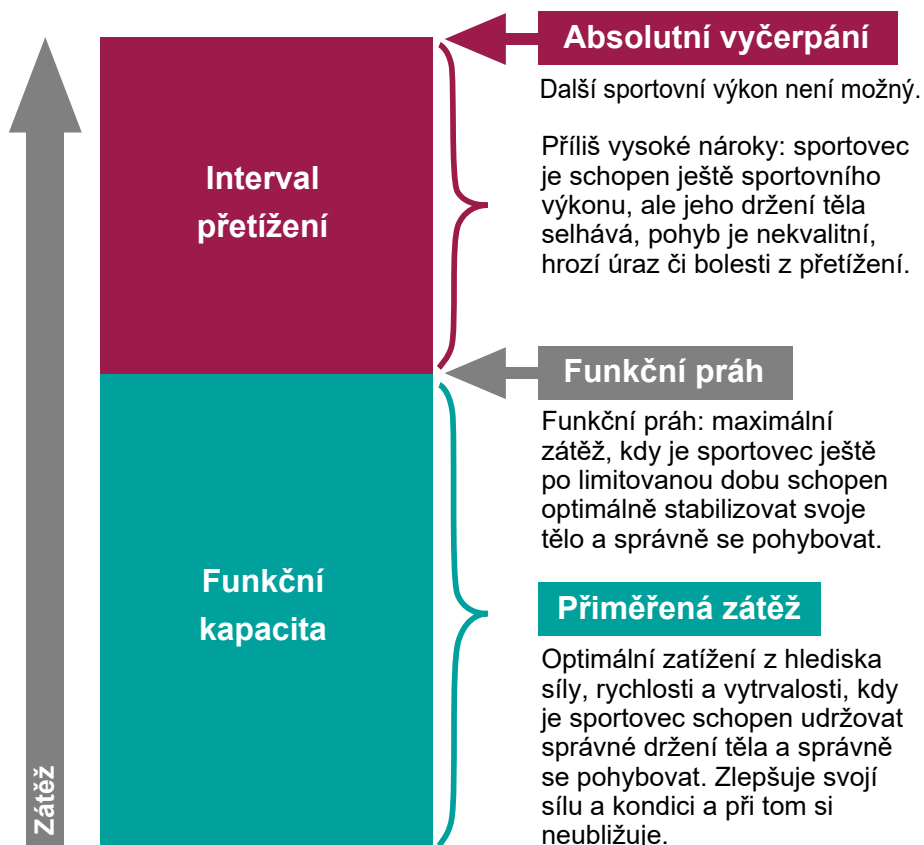 Absolutní vyčerpání
Další sportovní výkon není možný.
Interval
přetížení
Příliš vysoké nároky: sportovec
je schopen ještě sportovního
výkonu, ale jeho držení těla
selhává, pohyb je nekvalitní,
hrozí úraz či bolesti z přetížení.
Funkční práh
Funkční práh: maximální
zátěž, kdy je sportovec ještě
po limitovanou dobu schopen
optimálně stabilizovat svoje
tělo a správně se pohybovat.
Funkční
kapacita
Přiměřená zátěž
Optimální zatížení z hlediska
síly, rychlosti a vytrvalosti, kdy
je sportovec schopen udržovat
správné držení těla a správně
se pohybovat. Zlepšuje svojí
sílu a kondici a při tom si
neubližuje.
Zátěž